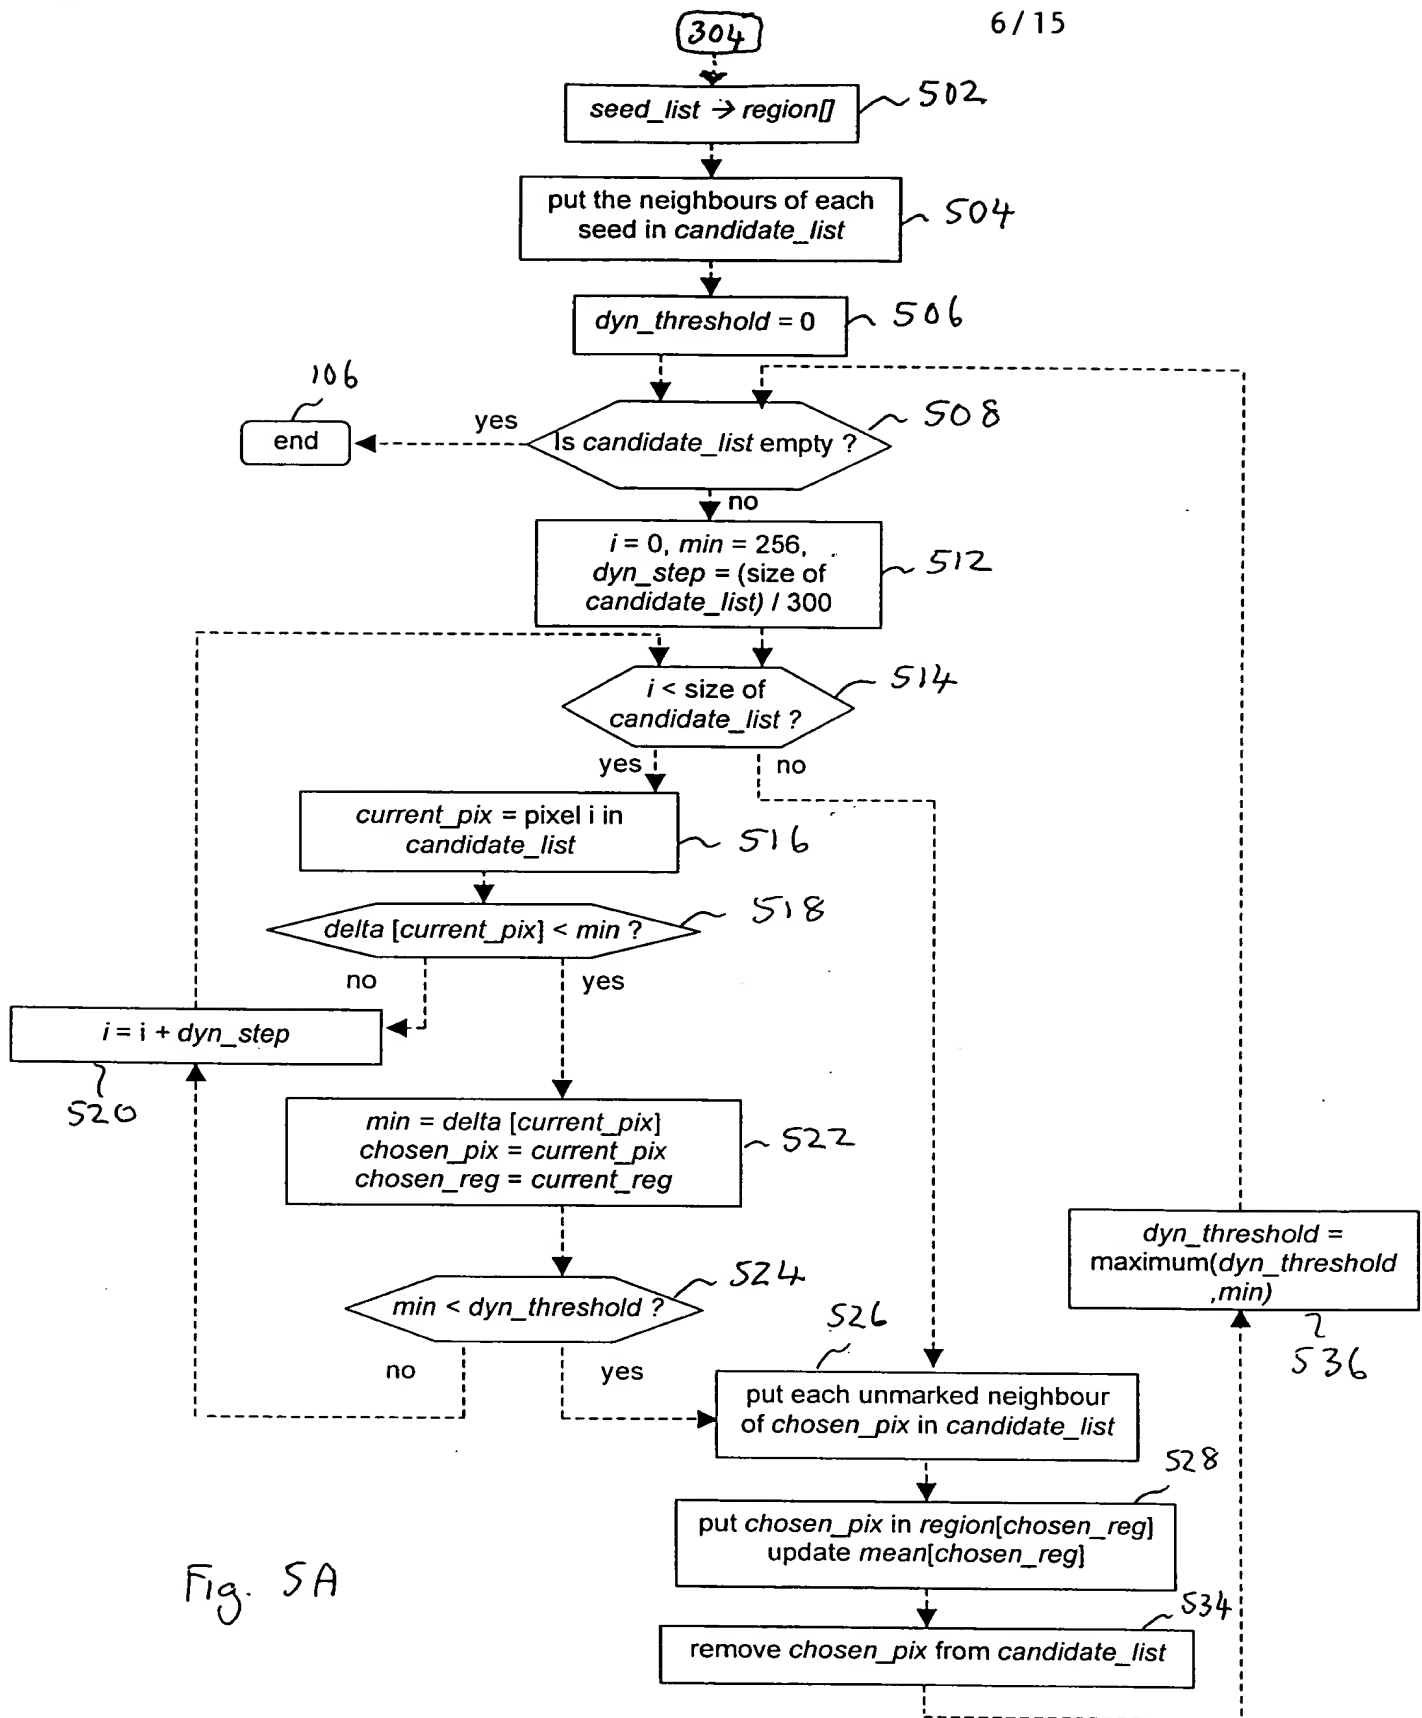 304
6/15
seed_list → region[]
502
put the neighbours of each
seed in candidate_list
504
dyn_threshold = 0
506
106
end
yes
Is candidate_list empty ?
508
no
i = 0, min = 256,
dyn_step = (size of
candidate_list) / 300
512
i < size of
candidate_list ?
514
yes
no
current_pix = pixel i in
candidate_list
516
delta [current_pix] < min ?
518
no
yes
i = i + dyn_step
520
min = delta [current_pix]
chosen_pix = current_pix
chosen_reg = current_reg
522
min < dyn_threshold ?
524
no
yes
dyn_threshold =
maximum(dyn_threshold
,min)
536
526
put each unmarked neighbour
of chosen_pix in candidate_list
528
put chosen_pix in region[chosen_reg]
update mean[chosen_reg]
534
remove chosen_pix from candidate_list
Fig. 5A